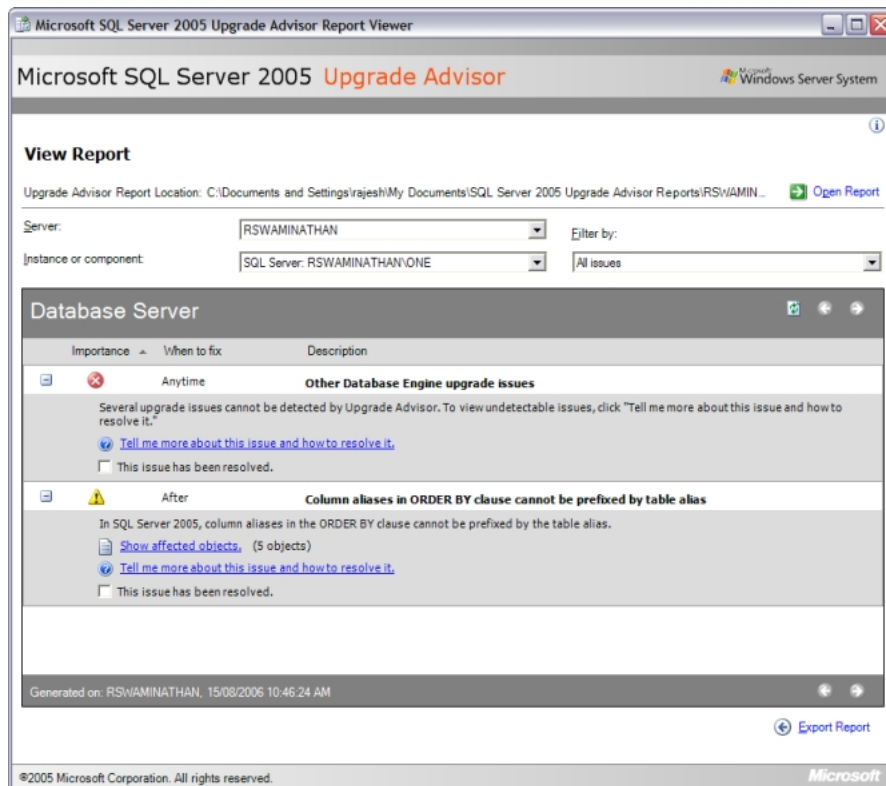 Microsoft SQL Server 2005 Upgrade Advisor Report Viewer
Microsoft SQL Server 2005 Upgrade Advisor
Microsoft
Windows Server System
View Report
Upgrade Advisor Report Location: C:\Documents and Settings\rajesh\My Documents\SQL Server 2005 Upgrade Advisor Reports\RSWAMIN...
Open Report
Server:
RSWAMINATHAN
Filter by:
Instance or component:
SQL Server: RSWAMINATHAN\ONE
All issues
Database Server
Importance When to fix Description
Anytime Other Database Engine upgrade issues
Several upgrade issues cannot be detected by Upgrade Advisor. To view undetectable issues, click "Tell me more about this issue and how to
resolve it."
Tell me more about this issue and how to resolve it.
This issue has been resolved.
After Column aliases in ORDER BY clause cannot be prefixed by table alias
In SQL Server 2005, column aliases in the ORDER BY clause cannot be prefixed by the table alias.
Show affected objects. (5 objects)
Tell me more about this issue and how to resolve it.
This issue has been resolved.
Generated on: RSWAMINATHAN, 15/08/2006 10:46:24 AM
Export Report
©2005 Microsoft Corporation. All rights reserved.
Microsoft